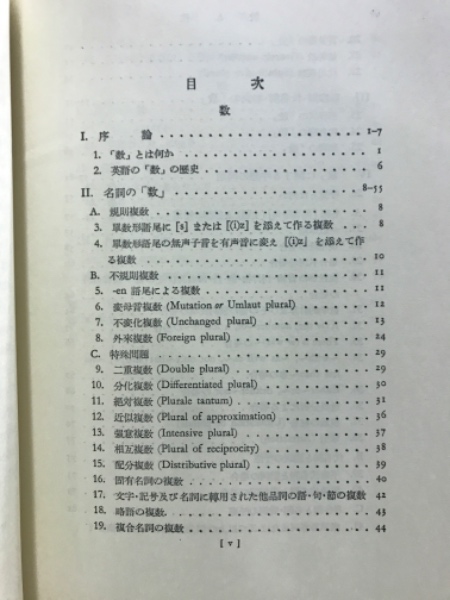 目 次
数
I. 序 論 1-7
1. 「数」とは何か 1
2. 英語の「数」の歴史 6
II. 名詞の「数」 8-55
A. 規則複数 8
3. 單数形語尾に [s] または [(i)z] を添えて作る複数 8
4. 單数形語尾の無声子音を有声音に変え [(i)z] を添えて作
る複数 10
B. 不規則複数 11
5. -en 語尾による複数 11
6. 変母音複数 (Mutation or Umlaut plural) 12
7. 不変化複数 (Unchanged plural) 13
8. 外来複数 (Foreign plural) 24
C. 特殊問題 29
9. 二重複数 (Double plural) 29
10. 分化複数 (Differentiated plural) 30
11. 絶対複数 (Plurale tantum) 31
12. 近似複数 (Plural of approximation) 36
13. 強意複数 (Intensive plural) 37
14. 相互複数 (Plural of reciprocity) 38
15. 配分複数 (Distributive plural) 39
16. 固有名詞の複数 40
17. 文字・記号及び名詞に轉用された他品詞の語・句・節の複数 42
18. 略語の複数 43
19. 複合名詞の複数 44
[ v ]